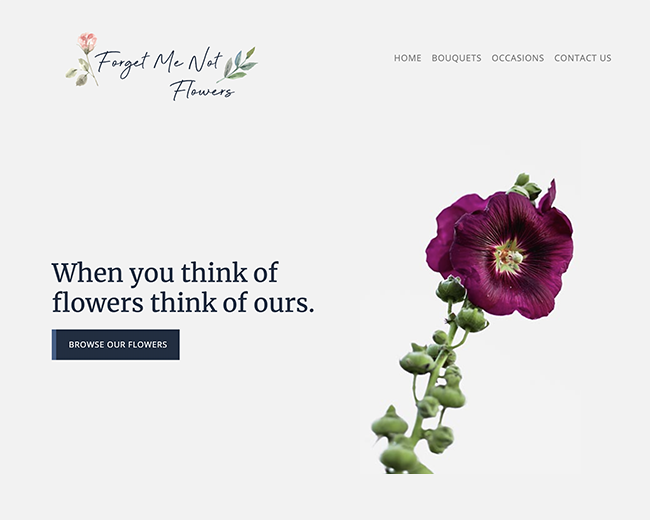 Forget Me Not
Flowers
HOME BOUQUETS OCCASIONS CONTACT US
When you think of
flowers think of ours.
BROWSE OUR FLOWERS